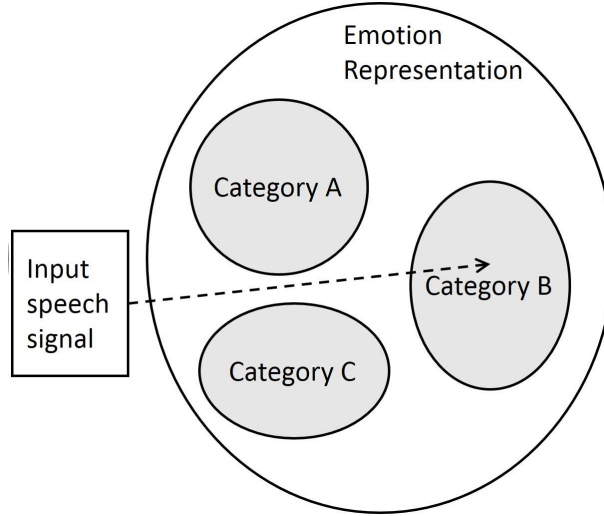 Emotion
Representation
Category A
Input
speech
signal
Category B
Category C